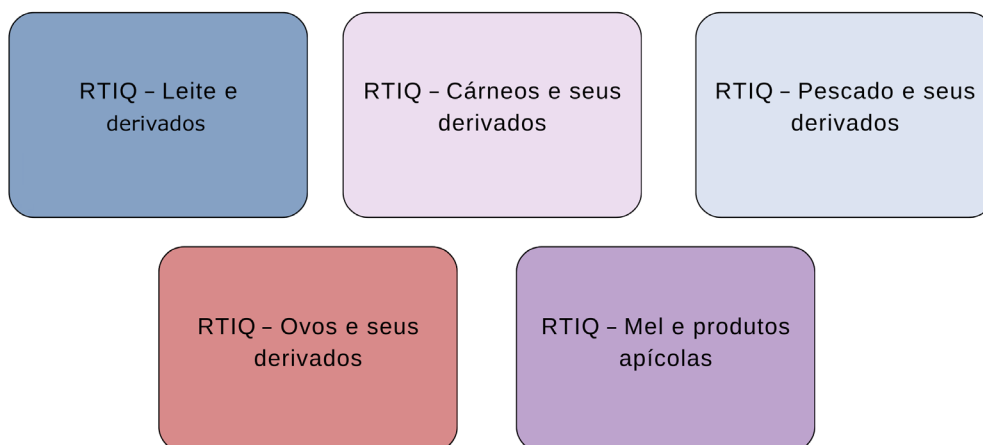 RTIQ – Leite e
derivados
RTIQ – Cárneos e seus
derivados
RTIQ – Pescado e seus
derivados
RTIQ – Ovos e seus
derivados
RTIQ – Mel e produtos
apícolas